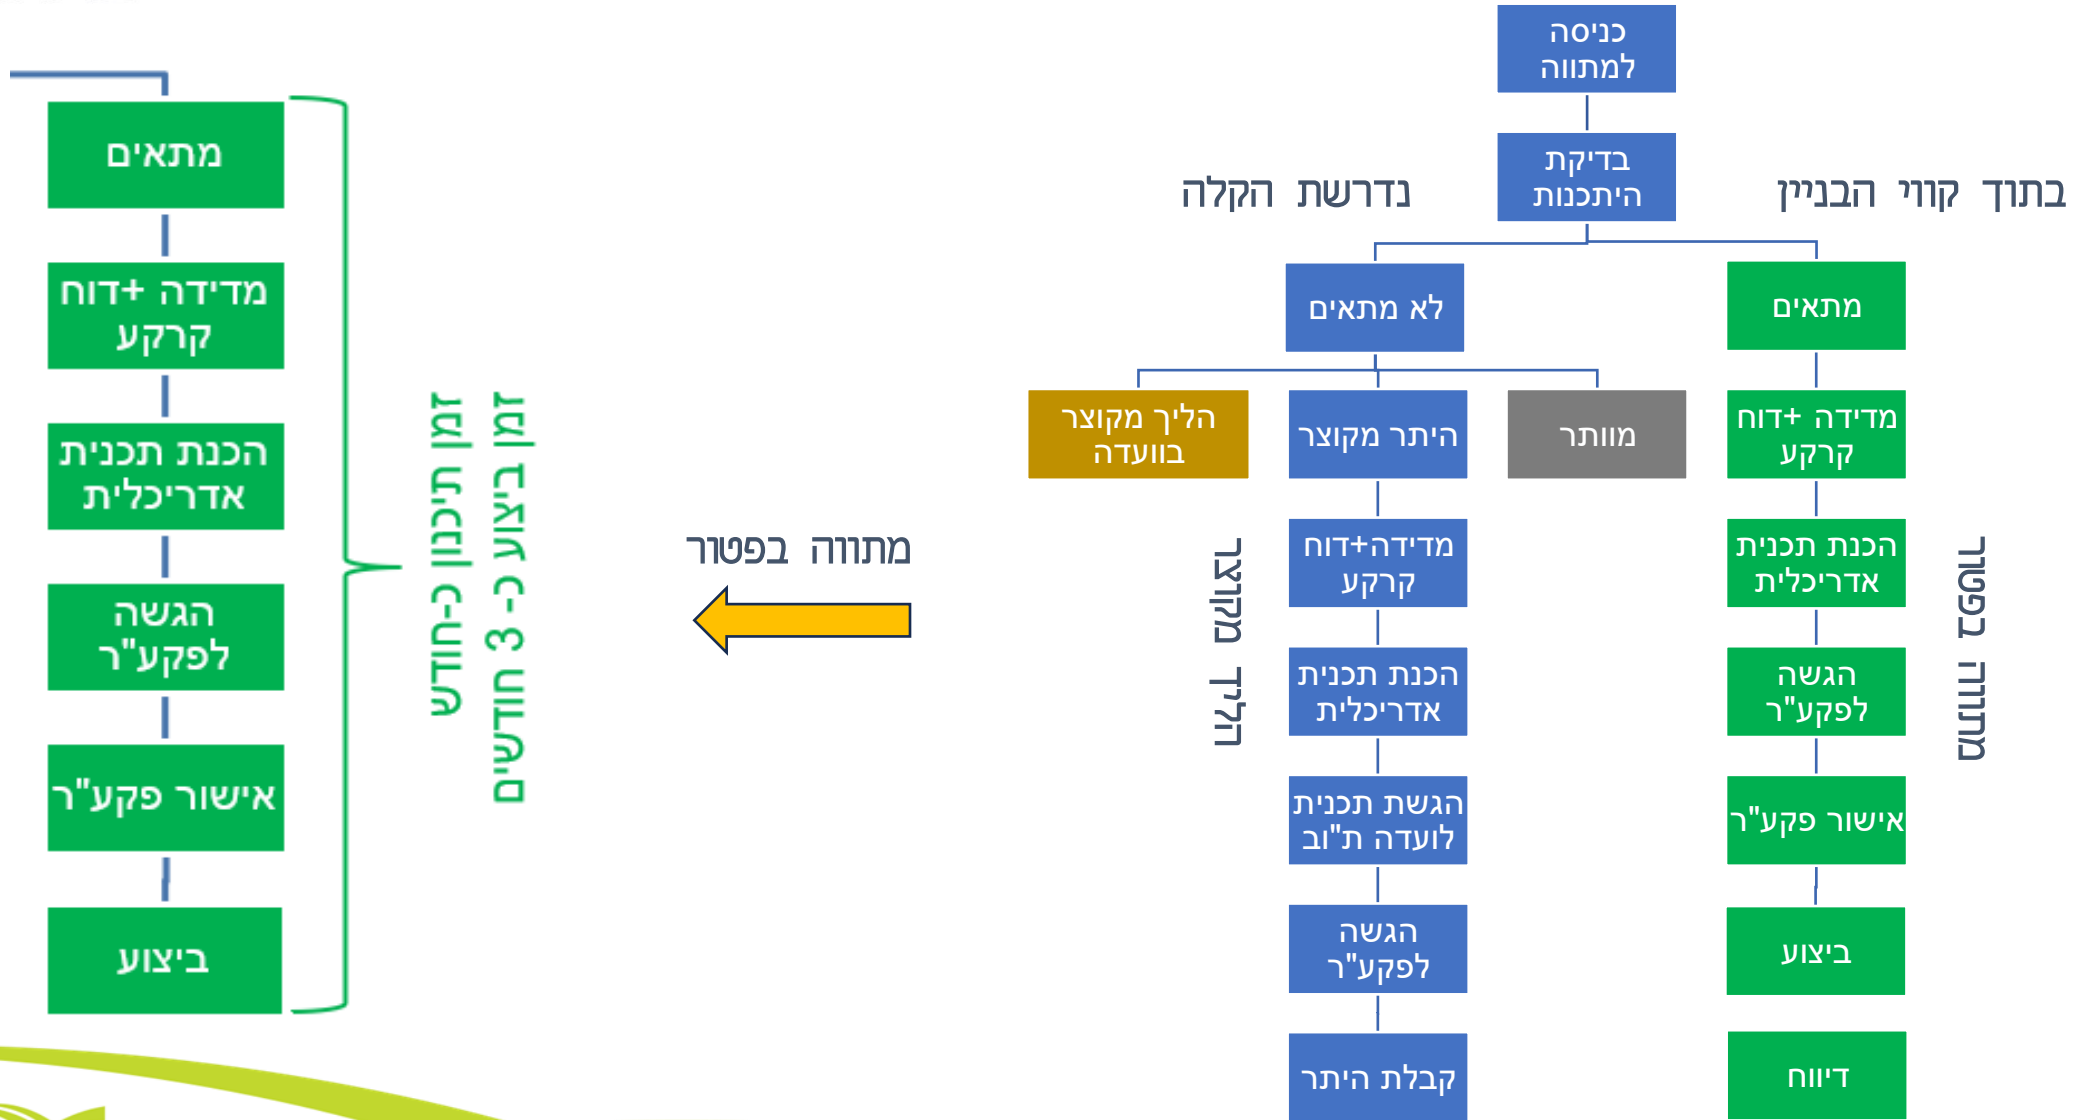 כניסה
למתווה
בדיקת
היתכנות
בתוך קווי הבניין
נדרשת הקלה
מתאים
מדידה +דוח
קרקע
הכנת תכנית
אדריכלית
הגשה
לפקע"ר
אישור פקע"ר
ביצוע
דיווח
מתווה בפטור
לא מתאים
מוותר
היתר מקוצר
הליך מקוצר
בוועדה
מדידה+דוח
קרקע
הכנת תכנית
אדריכלית
הגשת תכנית
לועדה ת"וב
הגשה
לפקע"ר
קבלת היתר
הליך מקוצר
מתווה בפטור
זמן תיכנון כ-חודש
זמן ביצוע כ- 3 חודשים
מתאים
מדידה +דוח
קרקע
הכנת תכנית
אדריכלית
הגשה
לפקע"ר
אישור פקע"ר
ביצוע